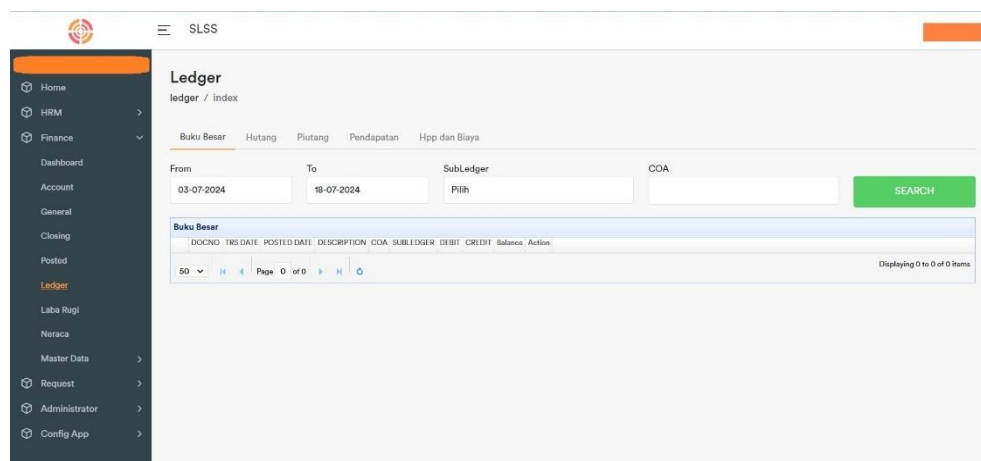 SLSS
Home
HRM
Finance
Dashboard
Account
General
Closing
Posted
Ledger
Laba Rugi
Neraca
Master Data
Request
Administrator
Config App
Ledger
ledger / index
Buku Besar Hutang Piutang Pendapatan Hpp dan Biaya
From To SubLedger COA
03-07-2024 18-07-2024 Pilih SEARCH
Buku Besar
DOCNO TRS DATE POSTED DATE DESCRIPTION COA SUBLEDGER DEBIT CREDIT Balance Action
50 Page 0 of 0 Displaying 0 to 0 of 0 items